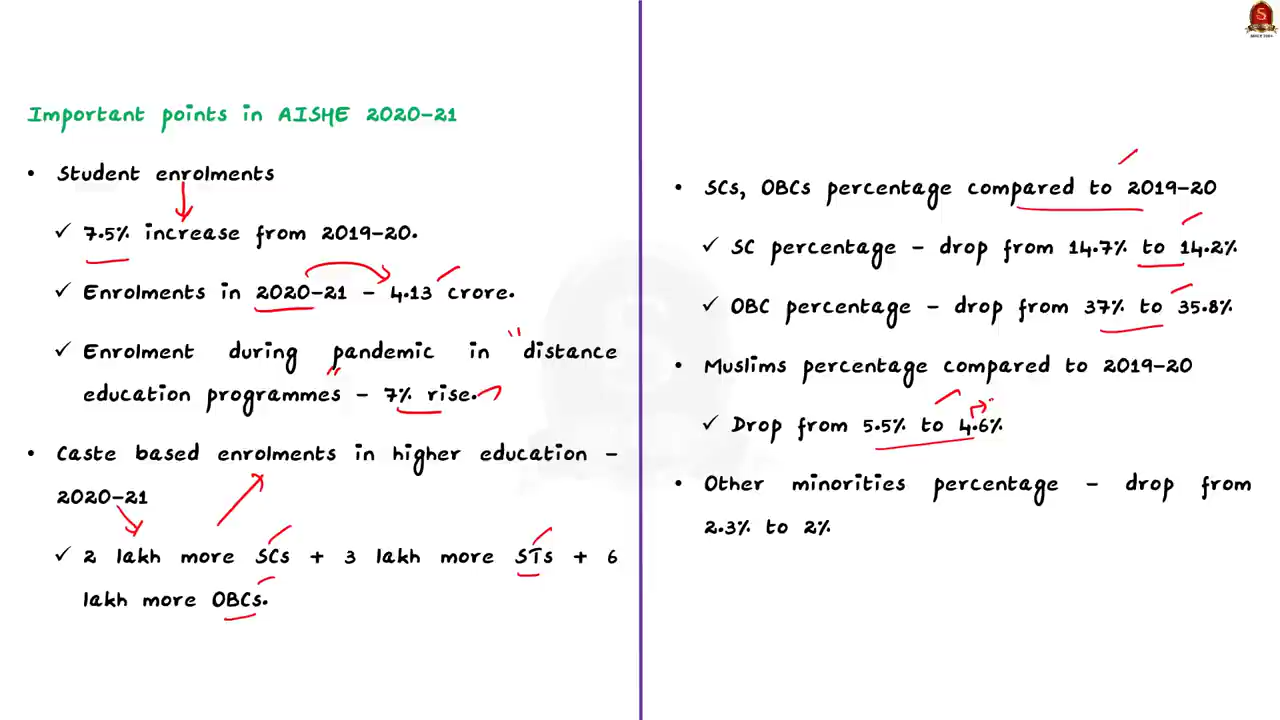 Important points in AISHE 2020-21
• Student enrolments
✓ 7.5% increase from 2019-20.
✓ Enrolments in 2020-21 - 4.13 crore.
✓ Enrolment during pandemic in "distance
education programmes" - 7% rise.
• Caste based enrolments in higher education -
2020-21
✓ 2 lakh more SCs + 3 lakh more STs + 6
lakh more OBCs.
• SCs, OBCs percentage compared to 2019-20
✓ SC percentage - drop from 14.7% to 14.2%
✓ OBC percentage - drop from 37% to 35.8%
• Muslims percentage compared to 2019-20
✓ Drop from 5.5% to 4.6%
• Other minorities percentage - drop from
2.3% to 2%
S